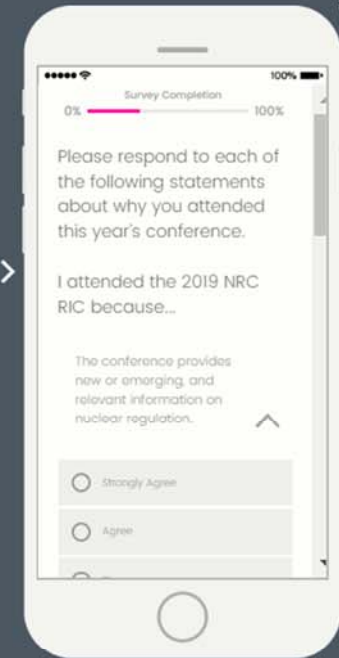 100%
Survey Completion
0% 100%
Please respond to each of
the following statements
about why you attended
this year's conference.
I attended the 2019 NRC
RIC because...
The conference provides
new or emerging, and
relevant information on
nuclear regulation.
Strongly Agree
Agree